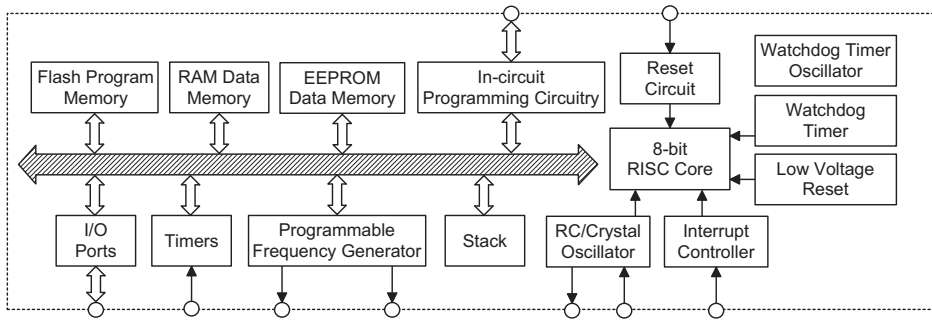 Flash Program
Memory
RAM Data
Memory
EEPROM
Data Memory
In-circuit
Programming Circuitry
Reset
Circuit
Watchdog Timer
Oscillator
Watchdog
Timer
8-bit
RISC Core
Low Voltage
Reset
I/O
Ports
Timers
Programmable
Frequency Generator
Stack
RC/Crystal
Oscillator
Interrupt
Controller